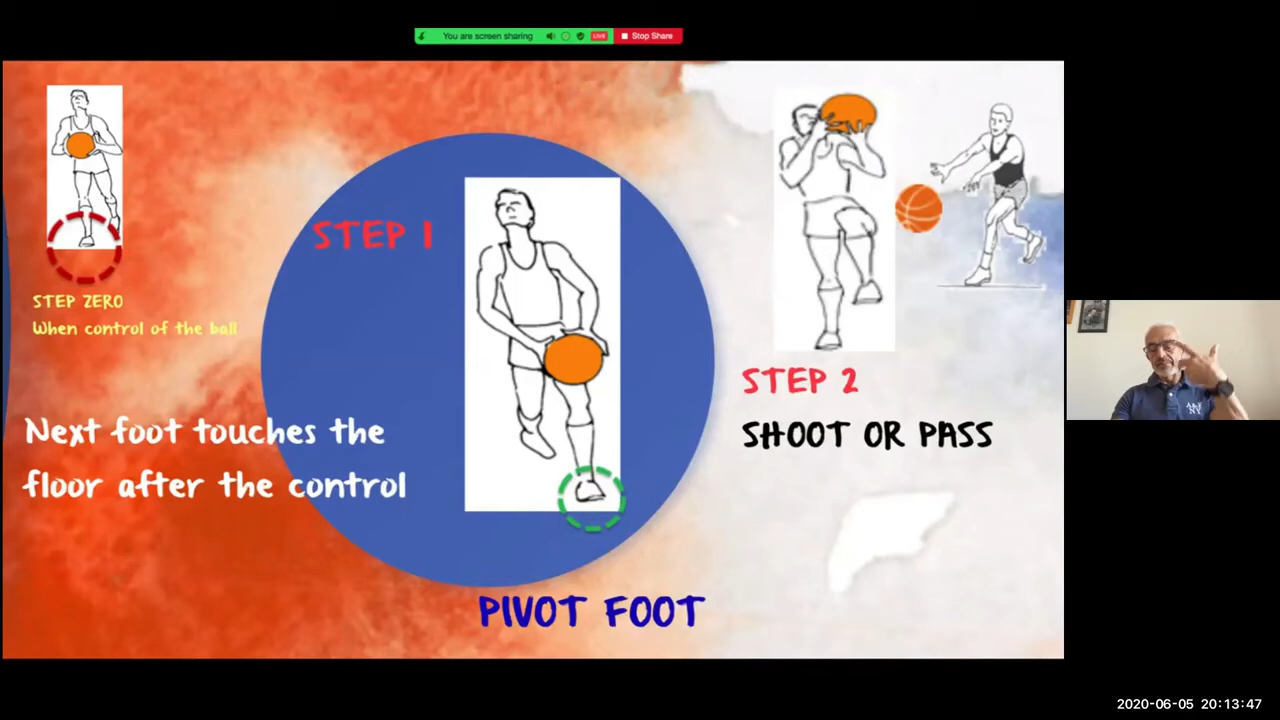 You are screen sharing
LIVE
Stop Share
STEP ZERO
When control of the ball
STEP 1
Next foot touches the
floor after the control
PIVOT FOOT
STEP 2
SHOOT OR PASS
2020-06-05 20:13:47